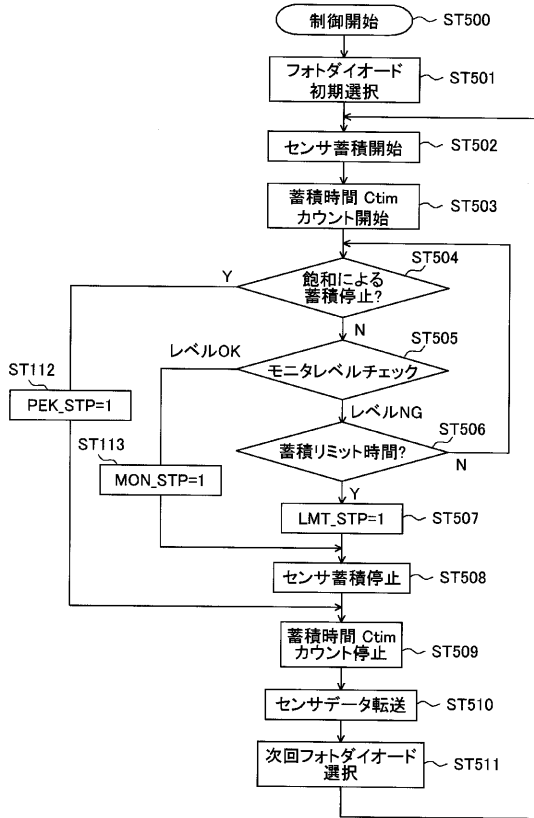 制御開始
ST500
フォトダイオード
初期選択
ST501
センサ蓄積開始
ST502
蓄積時間 Ctim
カウント開始
ST503
ST504
飽和による
蓄積停止?
Y
N
ST505
レベルOK
モニタレベルチェック
ST112
PEK_STP=1
レベルNG
ST506
蓄積リミット時間?
N
ST113
MON_STP=1
Y
LMT_STP=1
ST507
センサ蓄積停止
ST508
蓄積時間 Ctim
カウント停止
ST509
センサデータ転送
ST510
次回フォトダイオード
選択
ST511